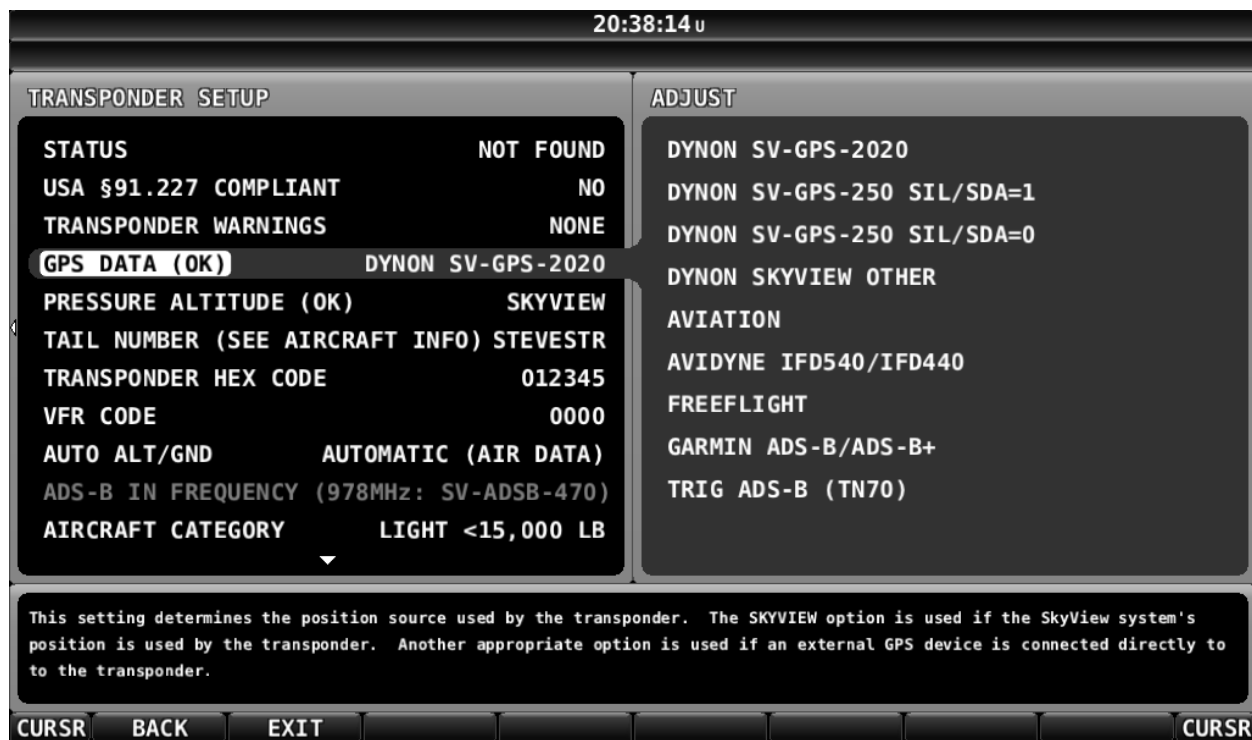 20:38:14 U
TRANSPONDER SETUP
STATUS NOT FOUND
USA §91.227 COMPLIANT NO
TRANSPONDER WARNINGS NONE
GPS DATA (OK) DYNON SV-GPS-2020
PRESSURE ALTITUDE (OK) SKYVIEW
TAIL NUMBER (SEE AIRCRAFT INFO) STEVESTR
TRANSPONDER HEX CODE 012345
VFR CODE 0000
AUTO ALT/GND AUTOMATIC (AIR DATA)
ADS-B IN FREQUENCY (978MHz: SV-ADSB-470)
AIRCRAFT CATEGORY LIGHT <15,000 LB
ADJUST
DYNON SV-GPS-2020
DYNON SV-GPS-250 SIL/SDA=1
DYNON SV-GPS-250 SIL/SDA=0
DYNON SKYVIEW OTHER
AVIATION
AVIDYNE IFD540/IFD440
FREEFLIGHT
GARMIN ADS-B/ADS-B+
TRIG ADS-B (TN70)
This setting determines the position source used by the transponder. The SKYVIEW option is used if the SkyView system's
position is used by the transponder. Another appropriate option is used if an external GPS device is connected directly to
to the transponder.
CURSR BACK EXIT CURSR